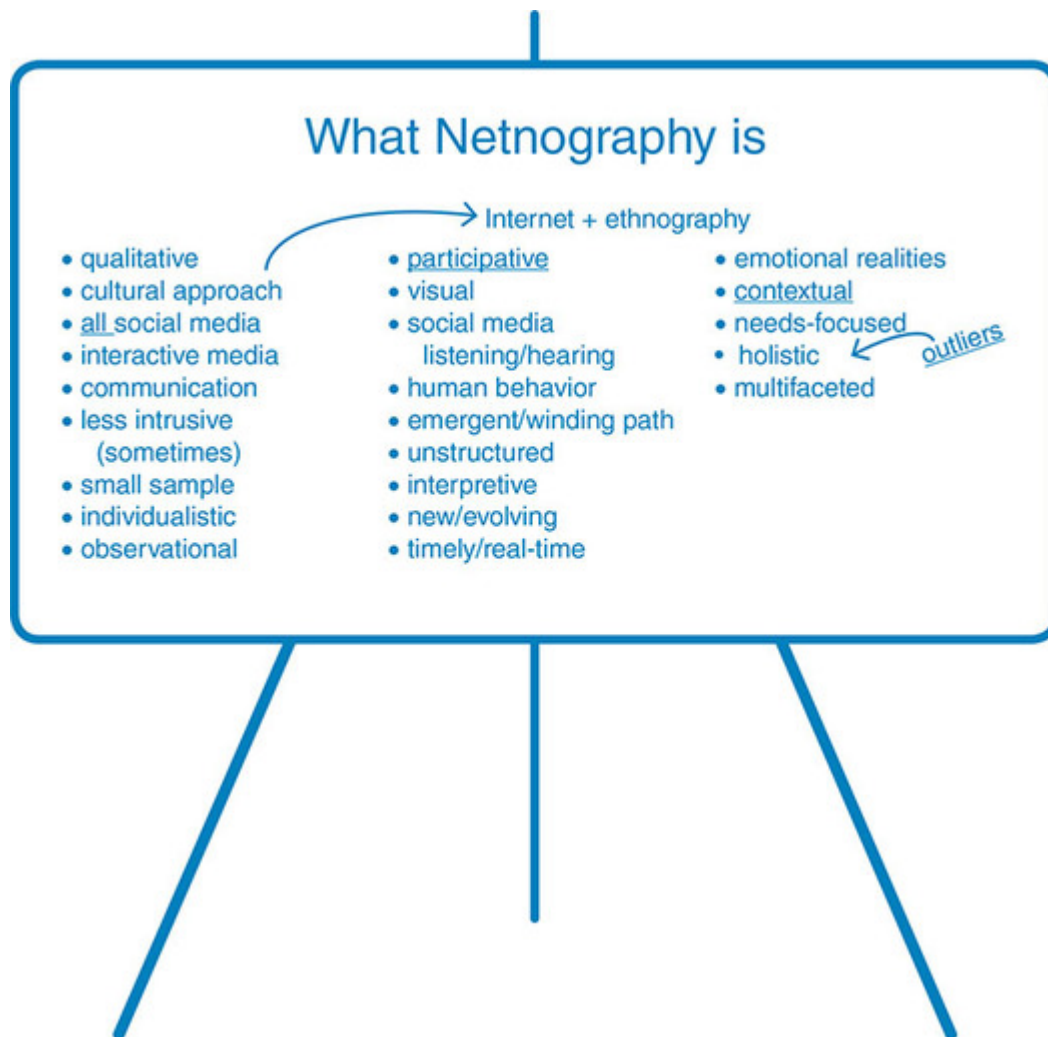 What Netnography is
Internet + ethnography
• qualitative
• cultural approach
• all social media
• interactive media
• communication
• less intrusive
(sometimes)
• small sample
• individualistic
• observational
• participative
• visual
• social media
listening/hearing
• human behavior
• emergent/winding path
• unstructured
• interpretive
• new/evolving
• timely/real-time
• emotional realities
• contextual
• needs-focused
• holistic
outliers
• multifaceted